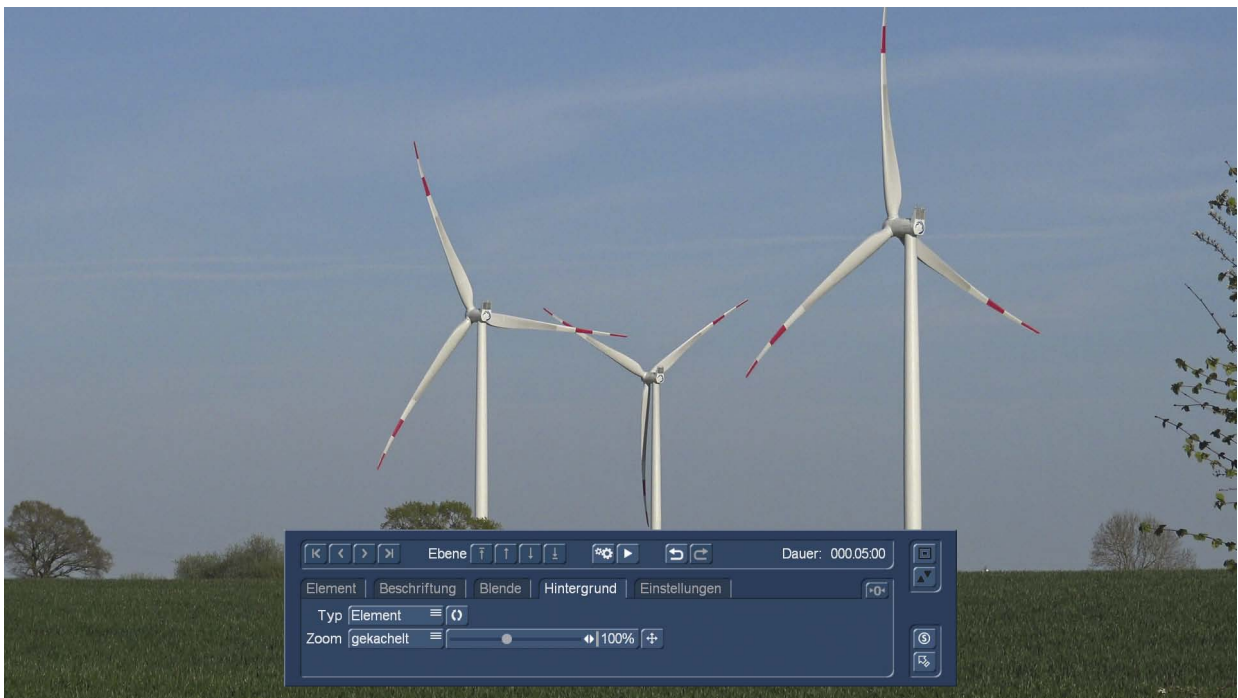 Ebene Dauer: 000.05:00
Element Beschriftung Blende Hintergrund Einstellungen
Typ Element
Zoom gekachelt 100%